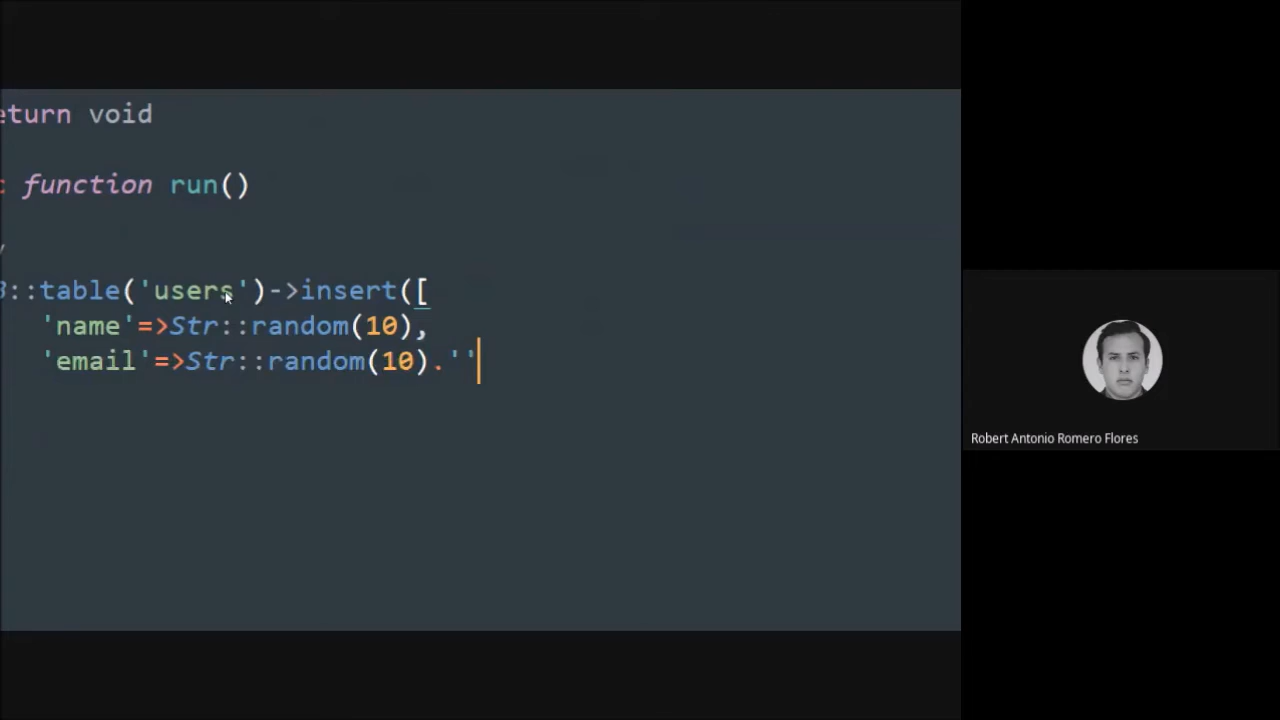 eturn void
function run()
::table('users')->insert([
'name'=>Str::random(10),
'email'=>Str::random(10).''
Robert Antonio Romero Flores